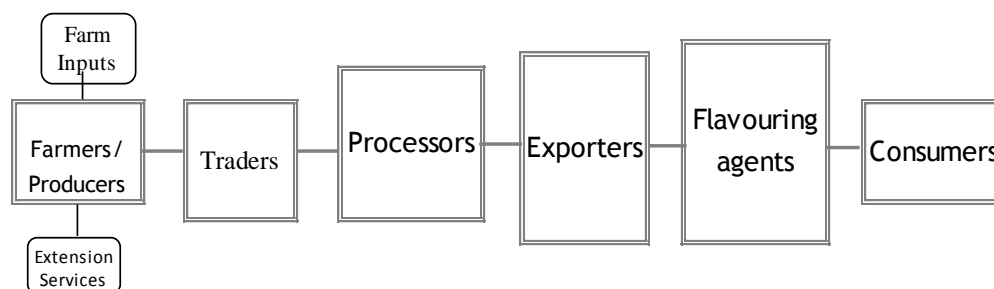 Farm
Inputs
Farmers/
Producers
Extension
Services
Traders
Processors
Exporters
Flavouring
agents
Consumers